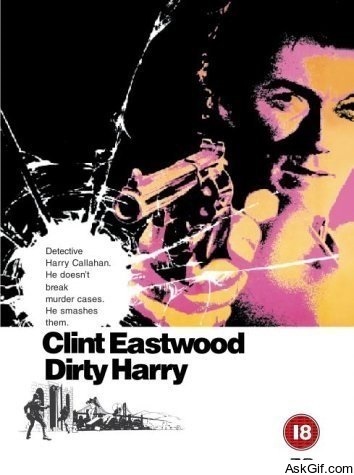 Detective
Harry Callahan.
He doesn't
break
murder cases.
He smashes
them.
Clint Eastwood
Dirty Harry
18
AskGif.com